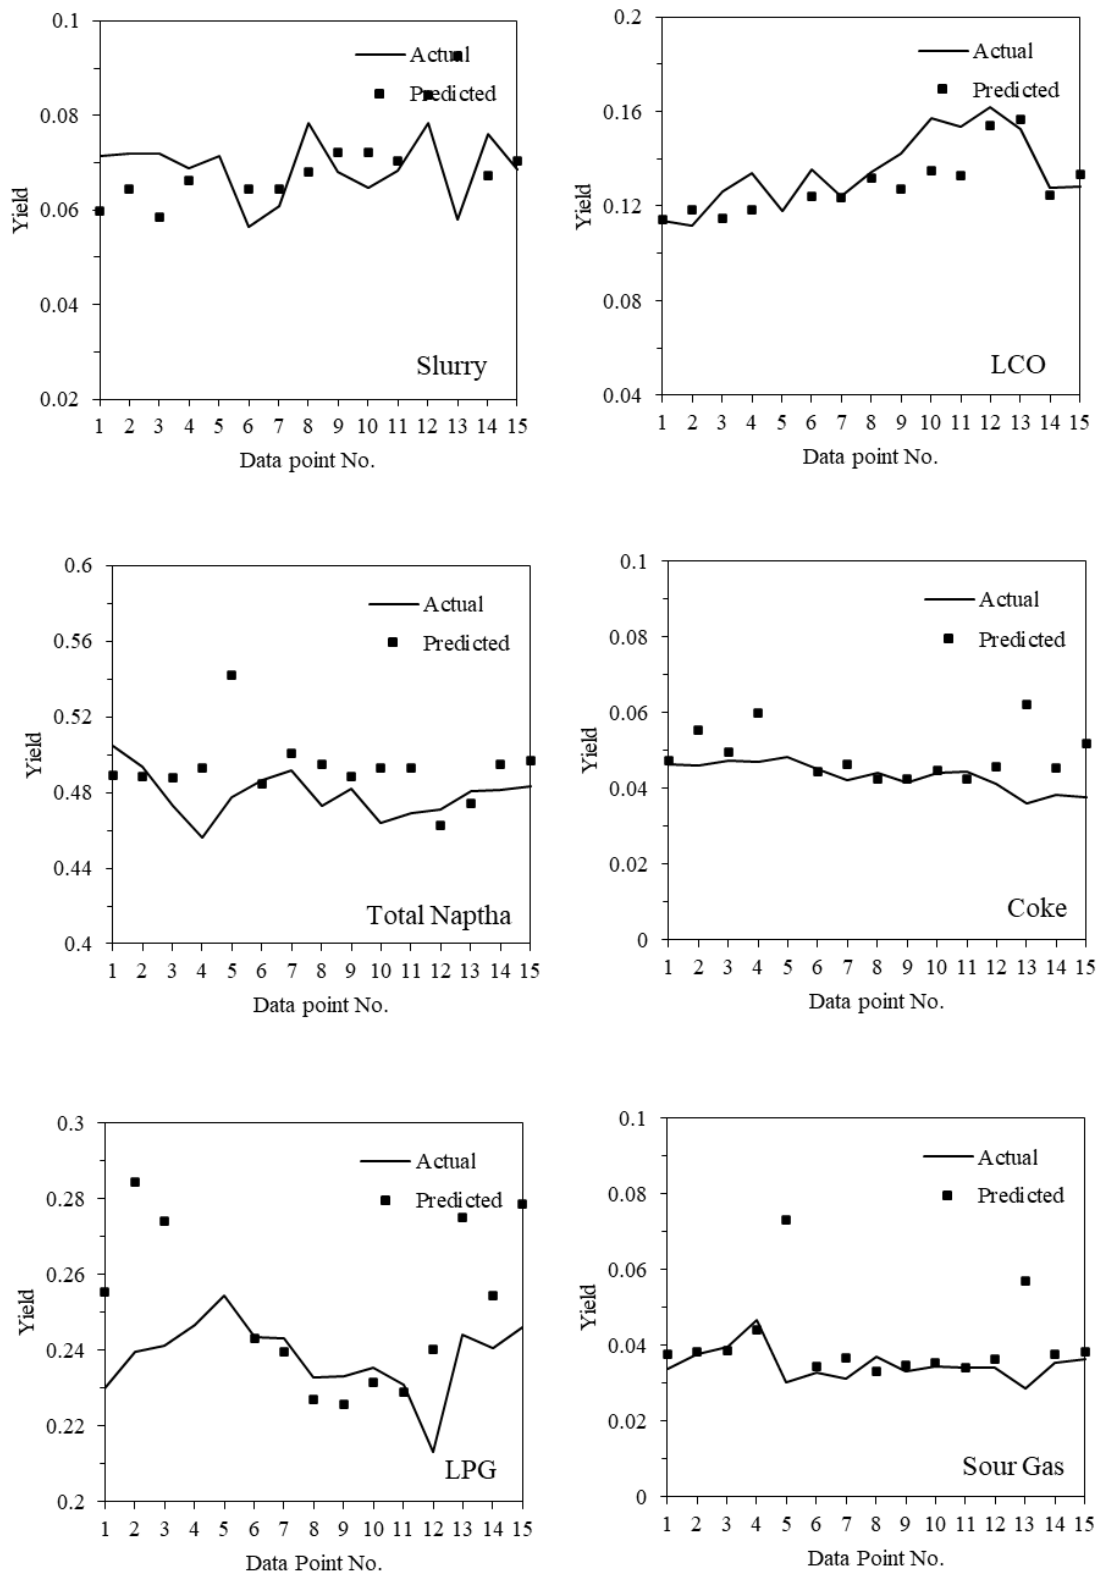 0.1
Actual
0.08
Predicted
Yield
0.06
0.04
Slurry
0.02
1 2 3 4 5 6 7 8 9 10 11 12 13 14 15
Data point No.
0.2
Actual
0.16
Predicted
Yield
0.12
0.08
LCO
0.04
1 2 3 4 5 6 7 8 9 10 11 12 13 14 15
Data point No.
0.6
Actual
0.56
Predicted
0.52
Yield
0.48
0.44
Total Naptha
0.4
1 2 3 4 5 6 7 8 9 10 11 12 13 14 15
Data point No.
0.1
Actual
0.08
Predicted
0.06
Yield
0.04
0.02
Coke
0
1 2 3 4 5 6 7 8 9 10 11 12 13 14 15
Data point No.
0.3
Actual
0.28
Predicted
0.26
Yield
0.24
0.22
LPG
0.2
1 2 3 4 5 6 7 8 9 10 11 12 13 14 15
Data Point No.
0.1
Actual
0.08
Predicted
0.06
Yield
0.04
0.02
Sour Gas
0
1 2 3 4 5 6 7 8 9 10 11 12 13 14 15
Data Point No.